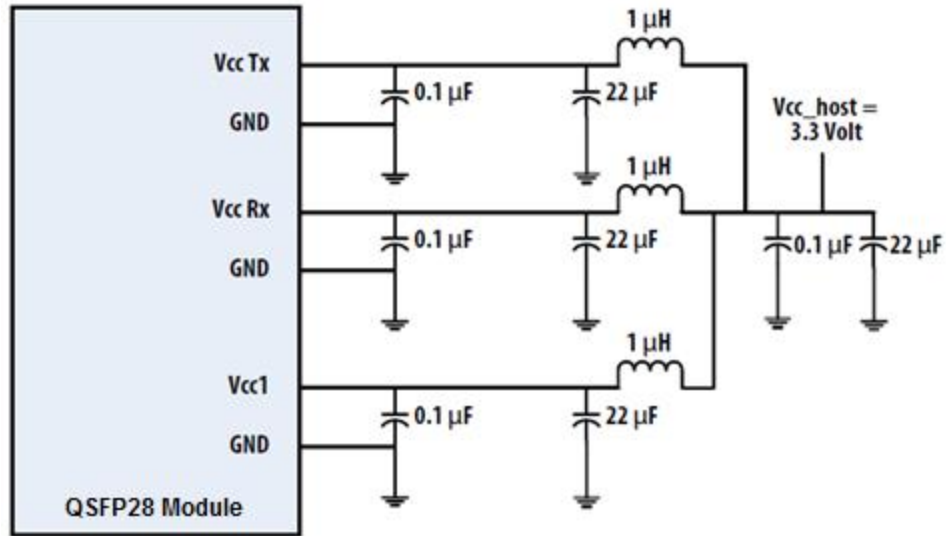 1 μH
Vcc Tx
0.1 μF
22 μF
GND
Vcc_host =
3.3 Volt
1 μH
Vcc Rx
0.1 μF
22 μF
0.1 μF
22 μF
GND
1 μH
Vcc1
0.1 μF
22 μF
GND
QSFP28 Module